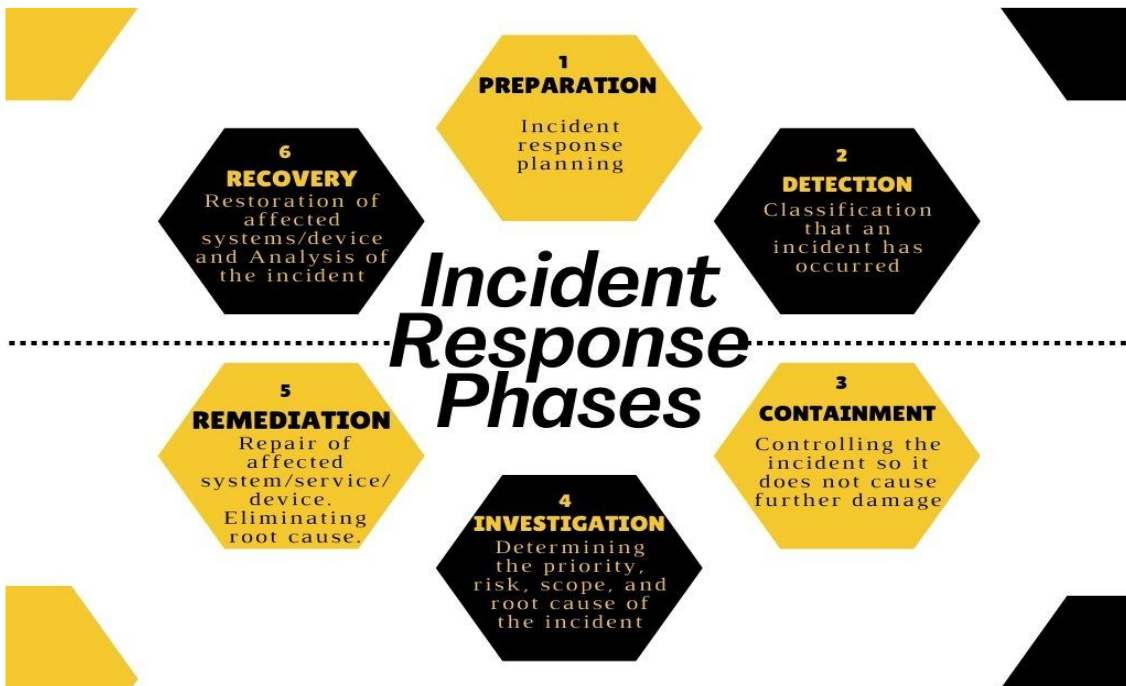 1
PREPARATION
Incident
response
planning
2
DETECTION
Classification
that an
incident has
occurred
3
CONTAINMENT
Controlling the
incident so it
does not cause
further damage
4
INVESTIGATION
Determining
the priority,
risk, scope, and
root cause of
the incident
5
REMEDIATION
Repair of
affected
system/service/
device.
Eliminating
root cause.
6
RECOVERY
Restoration of
affected
systems/device
and Analysis of
the incident
Incident
Response
Phases